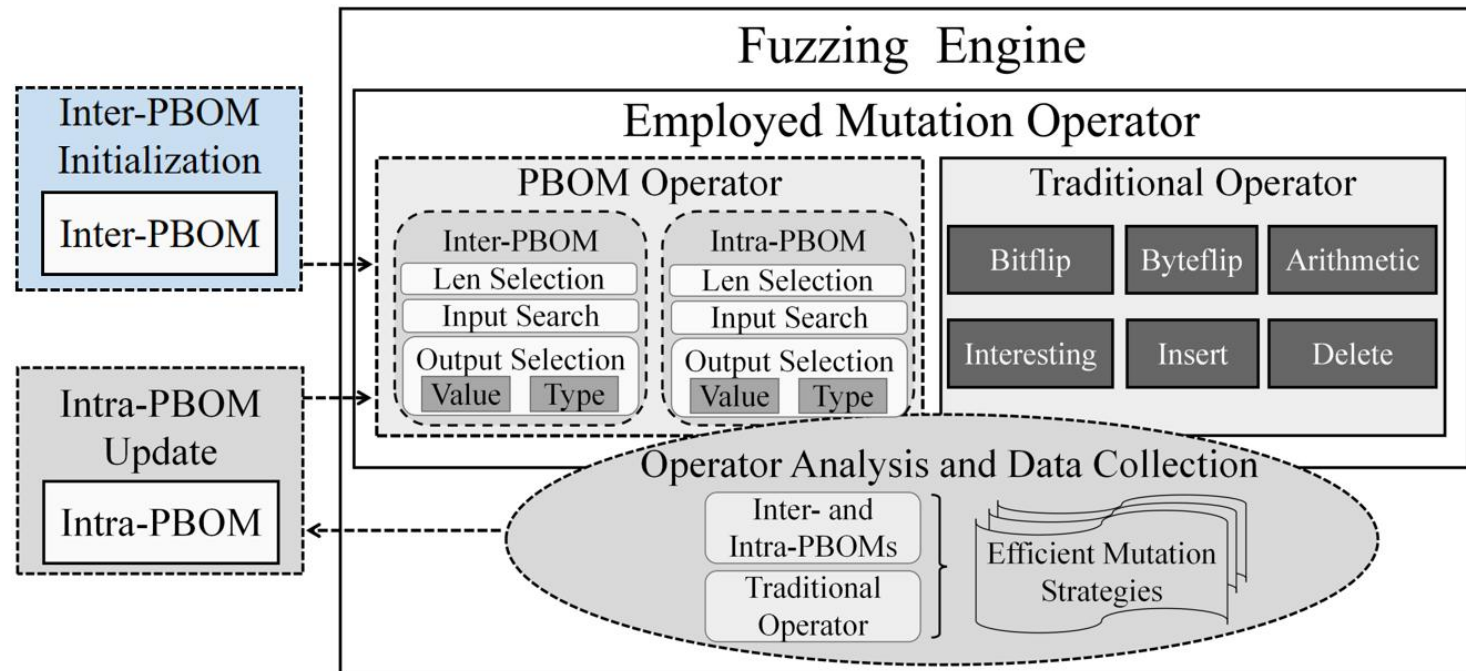 Fuzzing Engine
Employed Mutation Operator
Inter-PBOM
Initialization
Inter-PBOM
Intra-PBOM
Update
Intra-PBOM
PBOM Operator
Inter-PBOM
Len Selection
Input Search
Output Selection
Value Type
Intra-PBOM
Len Selection
Input Search
Output Selection
Value Type
Traditional Operator
Bitflip Byteflip Arithmetic
Interesting Insert Delete
Operator Analysis and Data Collection
Inter- and
Intra-PBOMs
Traditional
Operator
Efficient Mutation
Strategies